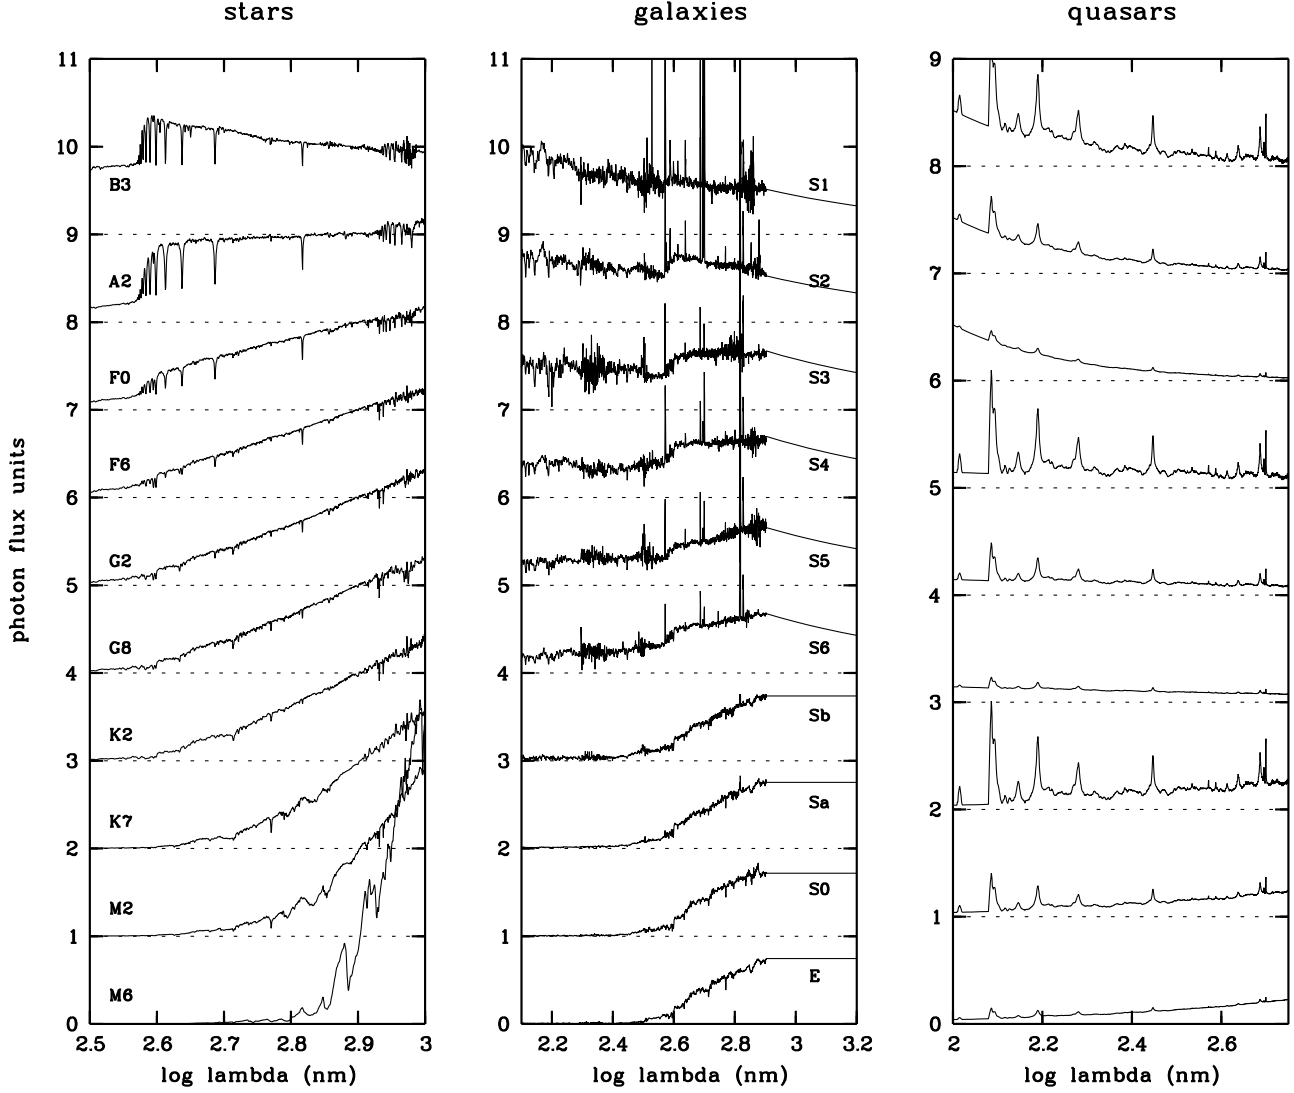 stars
galaxies
quasars
photon flux units
11
10
9
8
7
6
5
4
3
2
1
0
B3
A2
F0
F6
G2
G8
K2
K7
M2
M6
2.5
2.6
2.7
2.8
2.9
3
log lambda (nm)
11
10
9
8
7
6
5
4
3
2
1
0
S1
S2
S3
S4
S5
S6
Sb
Sa
S0
E
2.2
2.4
2.6
2.8
3
3.2
log lambda (nm)
9
8
7
6
5
4
3
2
1
0
2
2.2
2.4
2.6
log lambda (nm)